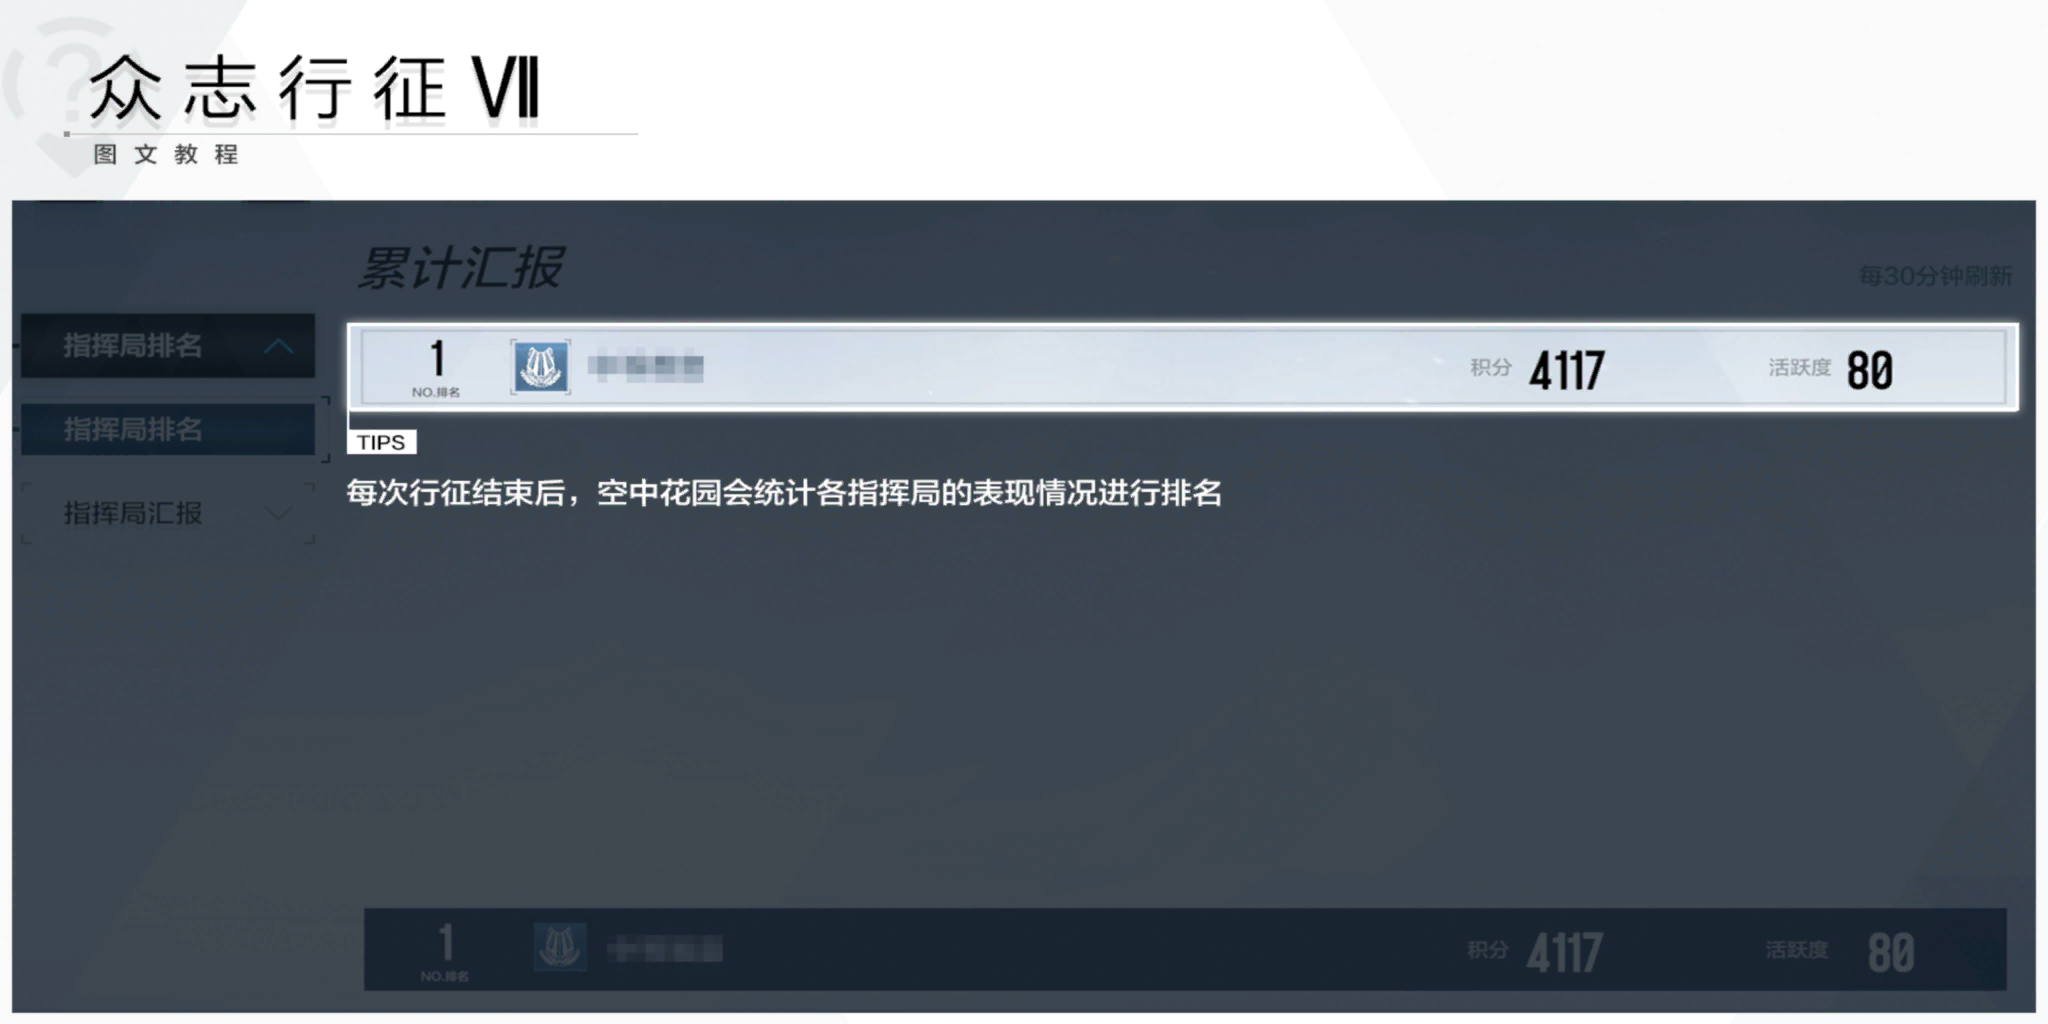 众志行征Ⅶ
图文教程
累计汇报
每30分钟刷新
指挥局排名
指挥局排名
指挥局汇报
1
NO.排名
积分 4117
活跃度 80
TIPS
每次行征结束后，空中花园会统计各指挥局的表现情况进行排名
1
NO.排名
积分 4117
活跃度 80